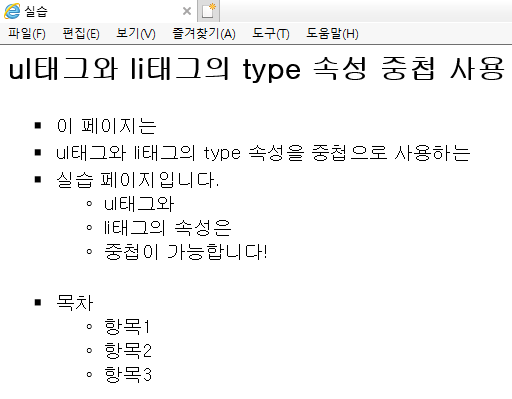 실습
파일(F) 편집(E) 보기(V) 즐겨찾기(A) 도구(T) 도움말(H)
ul태그와 li태그의 type 속성 중첩 사용
이 페이지는
ul태그와 li태그의 type 속성을 중첩으로 사용하는
실습 페이지입니다.
ul태그와
li태그의 속성은
중첩이 가능합니다!
목차
항목1
항목2
항목3